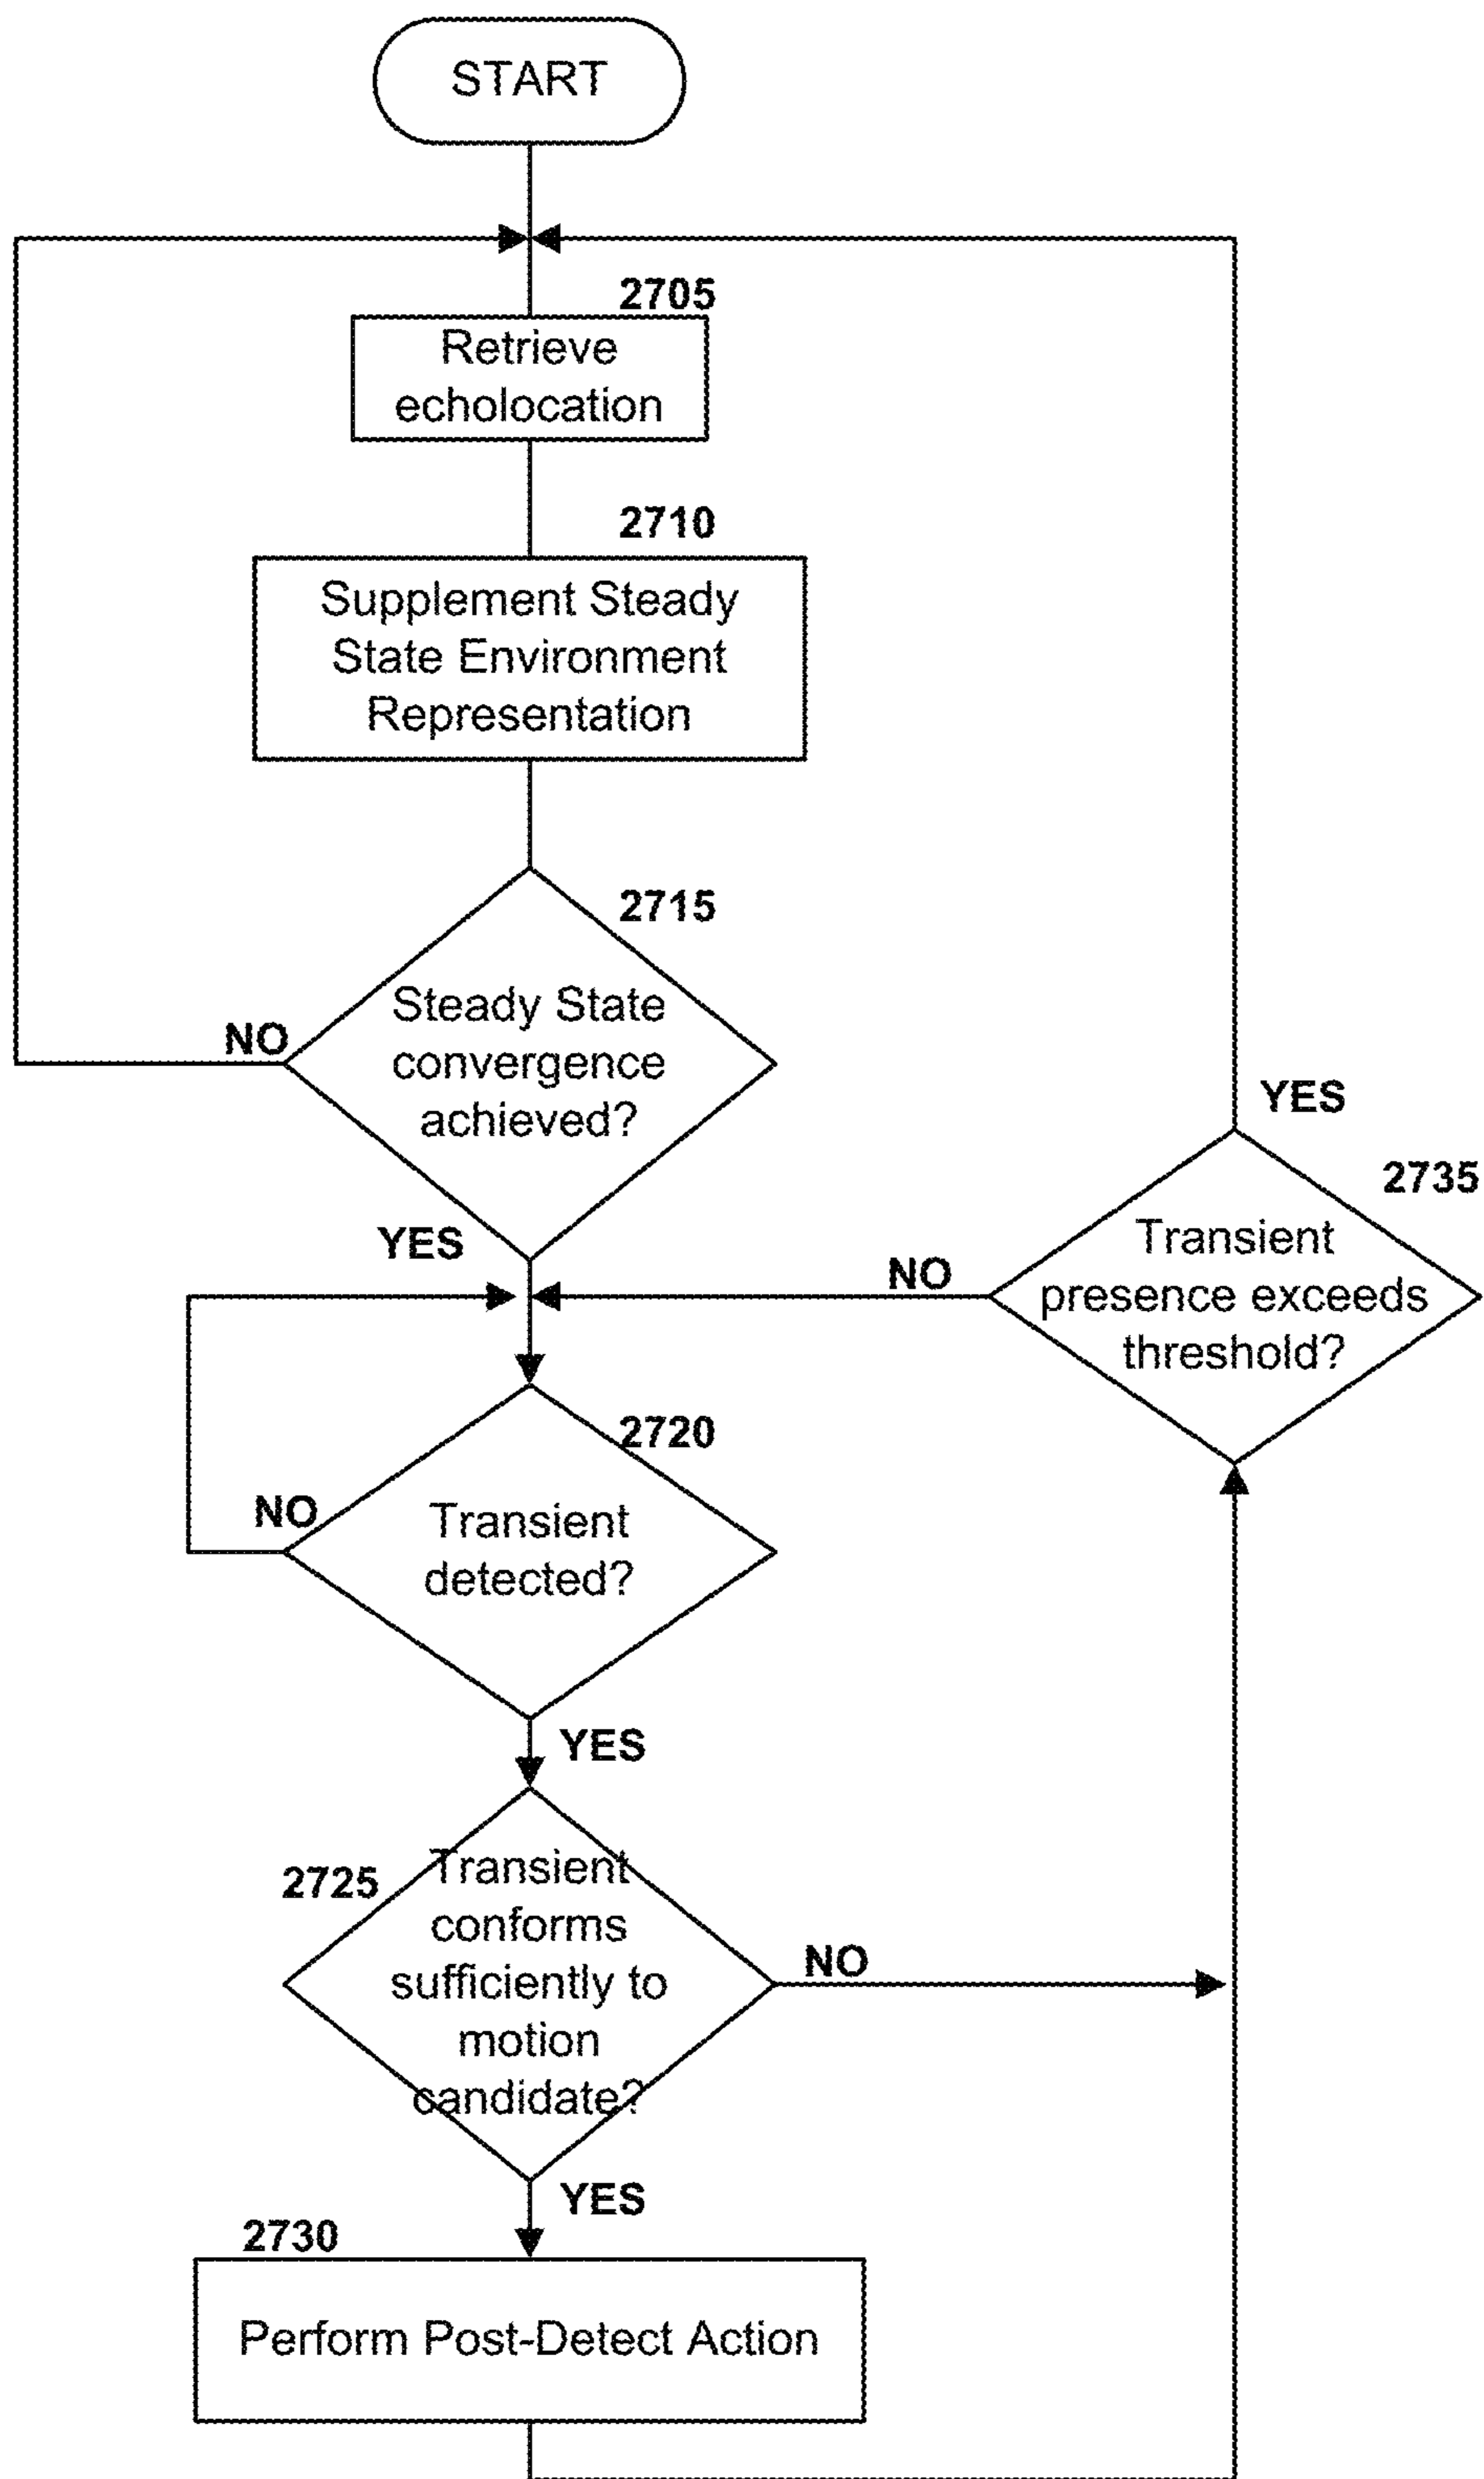 START
2705
Retrieve
echolocation
2710
Supplement Steady
State Environment
Representation
2715
Steady State
convergence
achieved?
NO
YES
YES
2735
Transient
presence exceeds
threshold?
NO
2720
Transient
detected?
NO
YES
2725
Transient
conforms
sufficiently to
motion
candidate?
NO
YES
2730
Perform Post-Detect Action